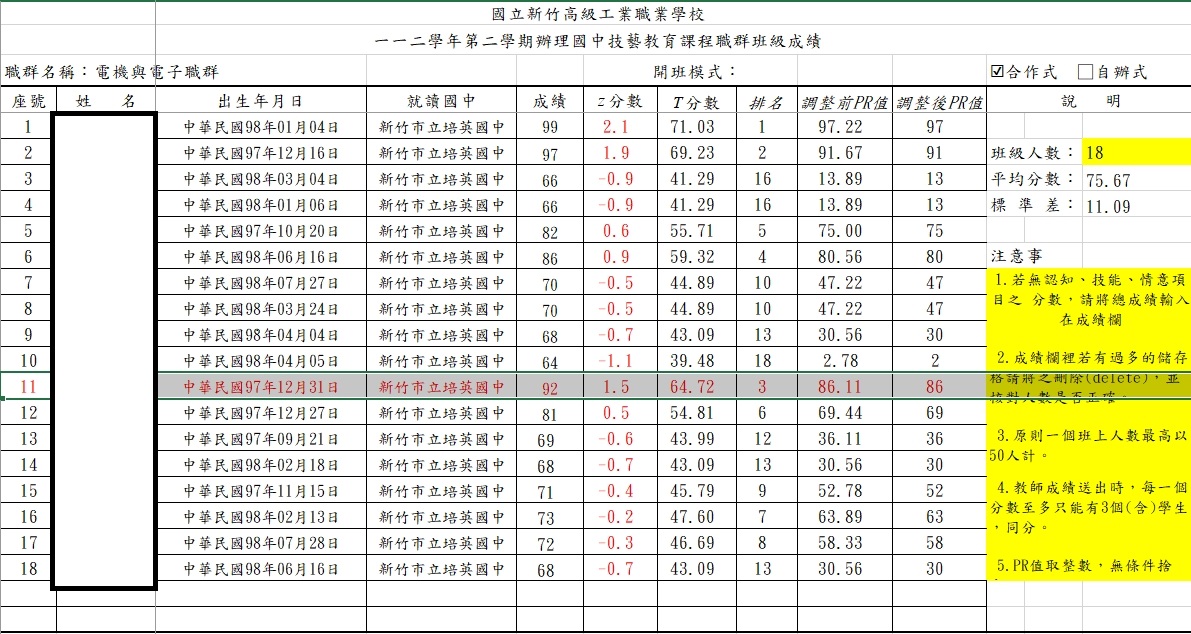 國立新竹高級工業職業學校
一一二學年第二學期辦理國中技藝教育課程職群班級成績
職群名稱：電機與電子職群 開班模式： ☑合作式 □自辦式
座號 姓 名 出生年月日 就讀國中 成績 z分數 T分數 排名 調整前PR值 調整後PR值 說 明
1 中華民國98年01月04日 新竹市立培英國中 99 2.1 71.03 1 97.22 97
2 中華民國97年12月16日 新竹市立培英國中 97 1.9 69.23 2 91.67 91 班級人數： 18
3 中華民國98年03月04日 新竹市立培英國中 66 -0.9 41.29 16 13.89 13 平均分數： 75.67
4 中華民國98年01月06日 新竹市立培英國中 66 -0.9 41.29 16 13.89 13 標 準 差： 11.09
5 中華民國97年10月20日 新竹市立培英國中 82 0.6 55.71 5 75.00 75
6 中華民國98年06月16日 新竹市立培英國中 86 0.9 59.32 4 80.56 80 注意事
7 中華民國98年07月27日 新竹市立培英國中 70 -0.5 44.89 10 47.22 47
8 中華民國98年03月24日 新竹市立培英國中 70 -0.5 44.89 10 47.22 47
9 中華民國98年04月04日 新竹市立培英國中 68 -0.7 43.09 13 30.56 30
10 中華民國98年04月05日 新竹市立培英國中 64 -1.1 39.48 18 2.78 2
11 中華民國97年12月31日 新竹市立培英國中 92 1.5 64.72 3 86.11 86
12 中華民國97年12月27日 新竹市立培英國中 81 0.5 54.81 6 69.44 69
13 中華民國97年09月21日 新竹市立培英國中 69 -0.6 43.99 12 36.11 36
14 中華民國98年02月18日 新竹市立培英國中 68 -0.7 43.09 13 30.56 30
15 中華民國97年11月15日 新竹市立培英國中 71 -0.4 45.79 9 52.78 52
16 中華民國98年02月13日 新竹市立培英國中 73 -0.2 47.60 7 63.89 63
17 中華民國98年07月28日 新竹市立培英國中 72 -0.3 46.69 8 58.33 58
18 中華民國98年06月16日 新竹市立培英國中 68 -0.7 43.09 13 30.56 30
1.若無認知、技能、情意項
目之 分數，請將總成績輸入
在成績欄
2.成績欄裡若有過多的儲存
格請將之刪除(delete)，並
核對人數是否正確。
3.原則一個班上人數最高以
50人計。
4.教師成績送出時，每一個
分數至多只能有3個(含)學生
，同分。
5.PR值取整數，無條件捨